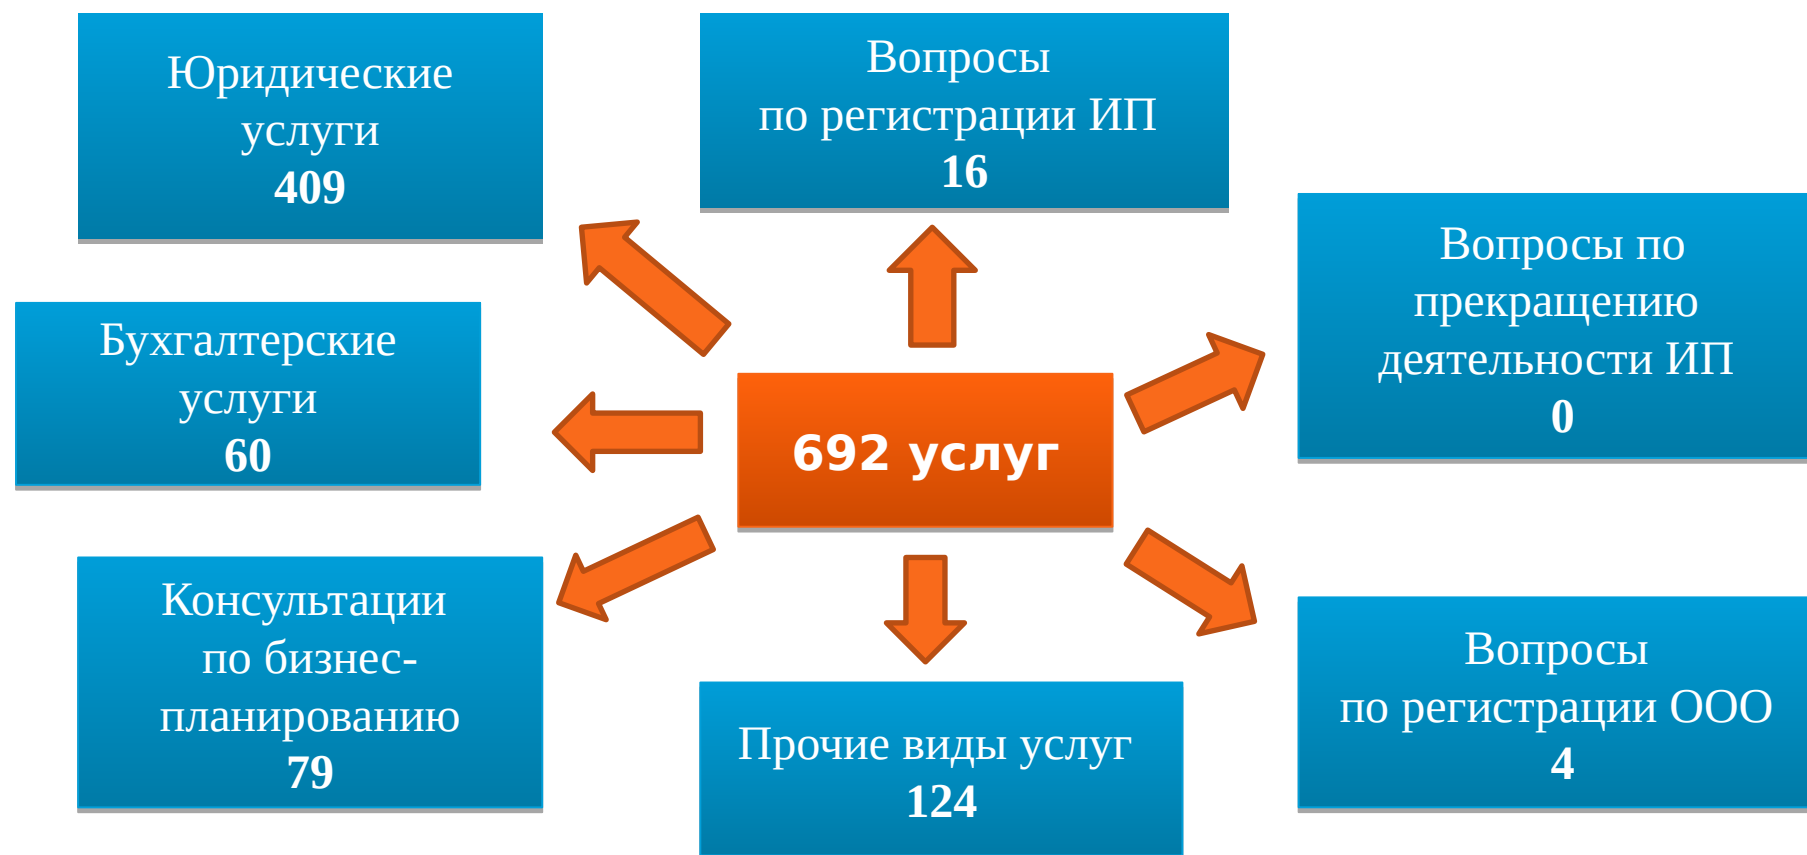 Юридические
услуги
409
Вопросы
по регистрации ИП
16
Вопросы по
прекращению
деятельности ИП
0
Бухгалтерские
услуги
60
692 услуг
Консультации
по бизнес-
планированию
79
Прочие виды услуг
124
Вопросы
по регистрации ООО
4